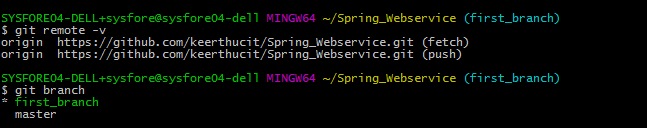 SYSFORE04-DELL+sysfore@sysfore04-dell MINGW64 ~/Spring_Webservice (first_branch)
$ git remote -v
origin  https://github.com/keerthucit/Spring_Webservice.git (fetch)
origin  https://github.com/keerthucit/Spring_Webservice.git (push)
SYSFORE04-DELL+sysfore@sysfore04-dell MINGW64 ~/Spring_Webservice (first_branch)
$ git branch
* first_branch
  master